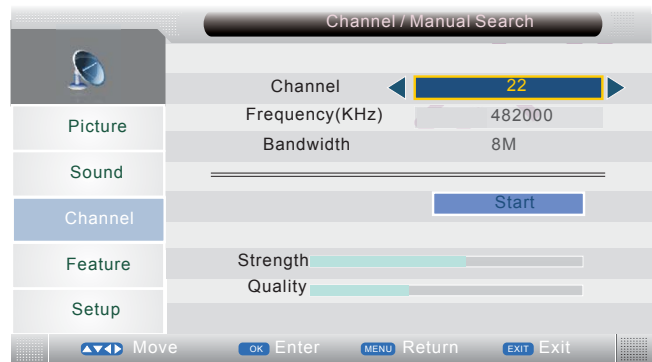 Channel / Manual Search
Channel 22
Frequency(KHz) 482000
Bandwidth 8M
Start
Strength
Quality
Picture
Sound
Channel
Feature
Setup
Move OK Enter MENU Return EXIT Exit